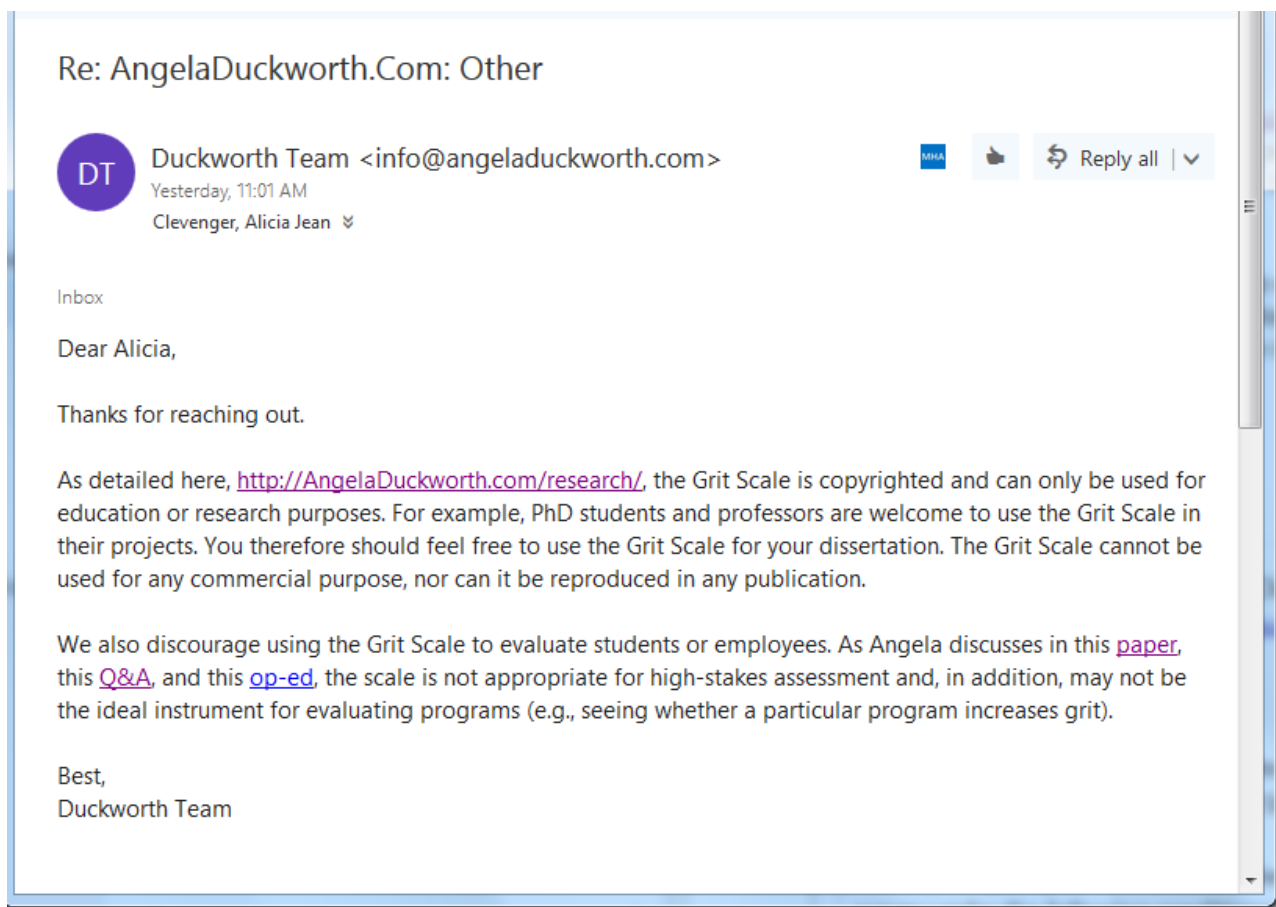 Re: AngelaDuckworth.Com: Other
DT
Duckworth Team <info@angeladuckworth.com>
MHA
Reply all
Yesterday, 11:01 AM
Clevenger, Alicia Jean
Inbox
Dear Alicia,
Thanks for reaching out.
As detailed here, http://AngelaDuckworth.com/research/, the Grit Scale is copyrighted and can only be used for
education or research purposes. For example, PhD students and professors are welcome to use the Grit Scale in
their projects. You therefore should feel free to use the Grit Scale for your dissertation. The Grit Scale cannot be
used for any commercial purpose, nor can it be reproduced in any publication.
We also discourage using the Grit Scale to evaluate students or employees. As Angela discusses in this paper,
this Q&A, and this op-ed, the scale is not appropriate for high-stakes assessment and, in addition, may not be
the ideal instrument for evaluating programs (e.g., seeing whether a particular program increases grit).
Best,
Duckworth Team